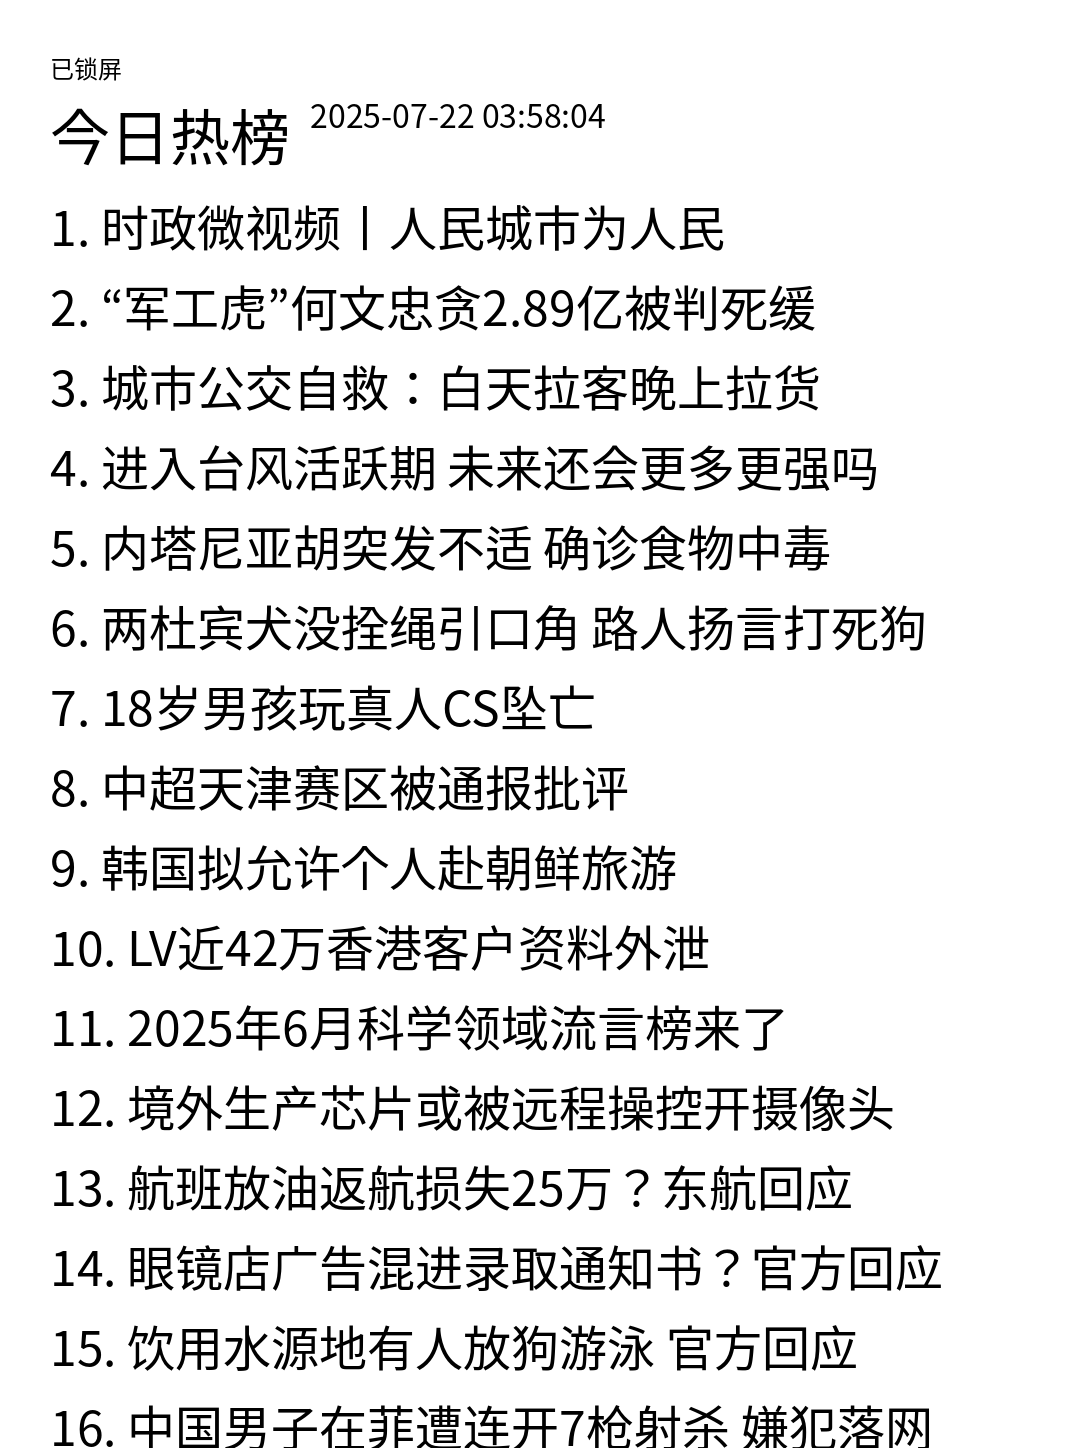 已锁屏
今日热榜 2025-07-22 03:58:04
1. 时政微视频丨人民城市为人民
2. “军工虎”何文忠贪2.89亿被判死缓
3. 城市公交自救：白天拉客晚上拉货
4. 进入台风活跃期 未来还会更多更强吗
5. 内塔尼亚胡突发不适 确诊食物中毒
6. 两杜宾犬没拴绳引口角 路人扬言打死狗
7. 18岁男孩玩真人CS坠亡
8. 中超天津赛区被通报批评
9. 韩国拟允许个人赴朝鲜旅游
10. LV近42万香港客户资料外泄
11. 2025年6月科学领域流言榜来了
12. 境外生产芯片或被远程操控开摄像头
13. 航班放油返航损失25万？东航回应
14. 眼镜店广告混进录取通知书？官方回应
15. 饮用水源地有人放狗游泳 官方回应
16. 中国男子在菲遭连开7枪射杀 嫌犯落网